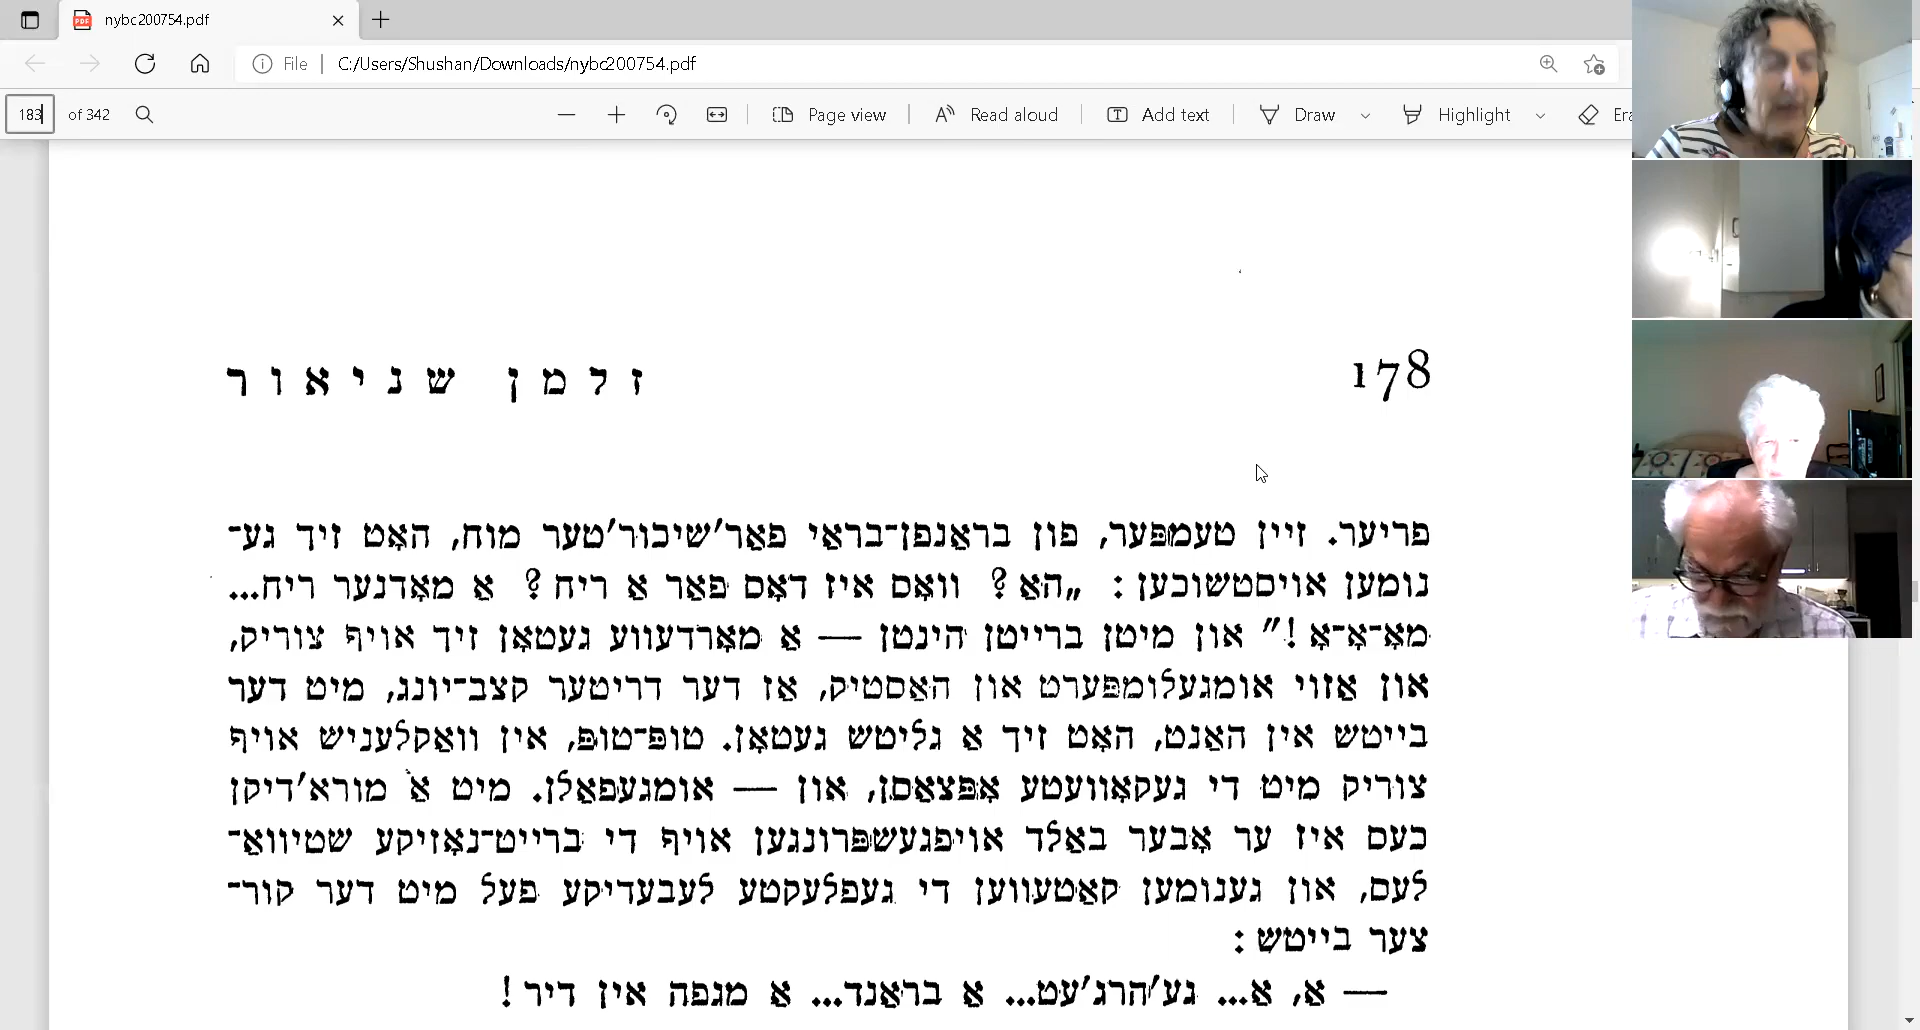 nybc200754.pdf
File | C:/Users/Shushan/Downloads/nybc200754.pdf
183 of 342 Page view | Read aloud | Add text | Draw Highlight Era
178 זלמן שניאור
פריער. זיין טעמפּער, פון בראַנפן־בראַי פאַר'שיכור'טער מוח, האָט זיך גע־
נומען אויסטשוכען: „האַ? וואָס איז דאָס פאַר אַ ריח? אַ מאָדנער ריח...
מאָ־אָ־אָ!” און מיטן ברייטן הינטן — אַ מאָרדעווע געטאָן זיך אויף צוריק,
און אַזוי אומגעלומפּערט און האַסטיק, אַז דער דריטער קצב־יונג, מיט דער
בייטש אין האַנט, האָט זיך אַ גליטש געטאָן. טופּ־טופּ, אין וואַקלעניש אויף
צוריק מיט די געקאָוועטע אָפּצאַסן, און — אומגעפאַלן. מיט אַ מורא'דיקן
כעס איז ער אָבער באַלד אויפגעשפּרונגען אויף די ברייט־נאָזיקע שטיוואַ־
לעס, און גענומען קאַטעווען די געפלעקטע לעבעדיקע פעל מיט דער קור־
צער בייטש:
— אַ, אַ... גע'הרג'עט... אַ בראַנד... אַ מגפה אין דיר!